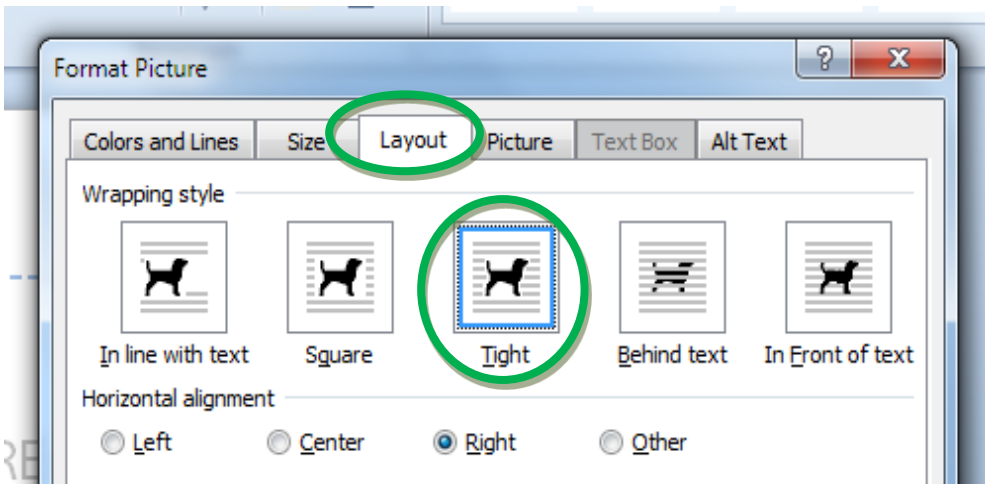 Format Picture
Colors and Lines Size Layout Picture Text Box Alt Text
Wrapping style
In line with text Square Tight Behind text In Front of text
Horizontal alignment
Left Center Right Other
RE